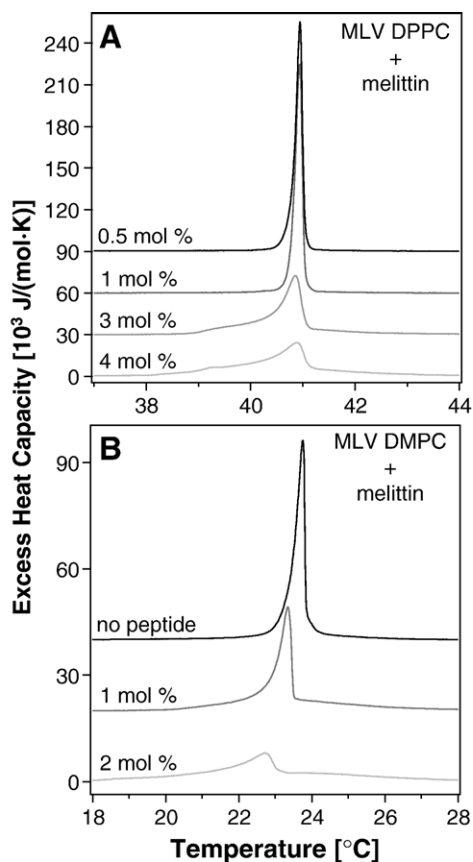 Excess Heat Capacity [10³ J/(mol·K)]
A
MLV DPPC
+
melittin
240
210
180
150
120
90
60
30
0
0.5 mol %
1 mol %
3 mol %
4 mol %
38 40 42 44
B
MLV DMPC
+
melittin
90
60
30
0
no peptide
1 mol %
2 mol %
18 20 22 24 26 28
Temperature [°C]